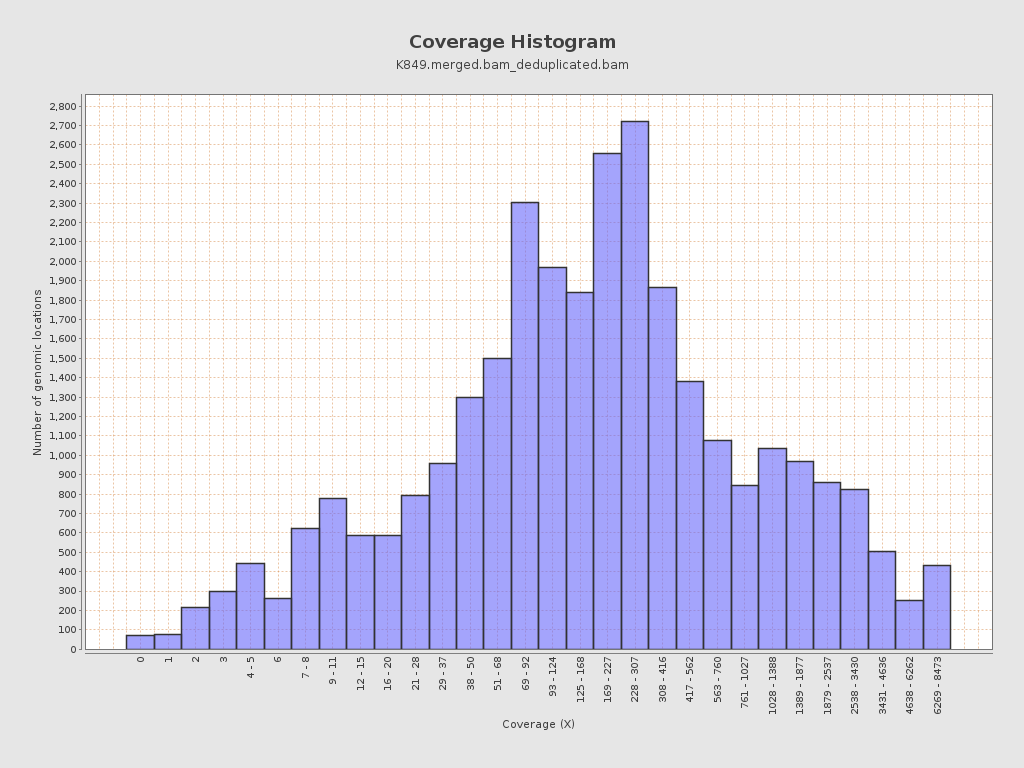 Coverage Histogram
K849.merged.bam_deduplicated.bam
Number of genomic locations
2,800
2,700
2,600
2,500
2,400
2,300
2,200
2,100
2,000
1,900
1,800
1,700
1,600
1,500
1,400
1,300
1,200
1,100
1,000
900
800
700
600
500
400
300
200
100
0
0
1
2
3
4 - 5
6
7 - 8
9 - 11
12 - 15
16 - 20
21 - 28
29 - 37
38 - 50
51 - 68
69 - 92
93 - 124
125 - 168
169 - 227
228 - 307
308 - 416
417 - 562
563 - 760
761 - 1027
1028 - 1388
1389 - 1877
1879 - 2537
2538 - 3430
3431 - 4636
4638 - 6262
6269 - 8473
Coverage (X)